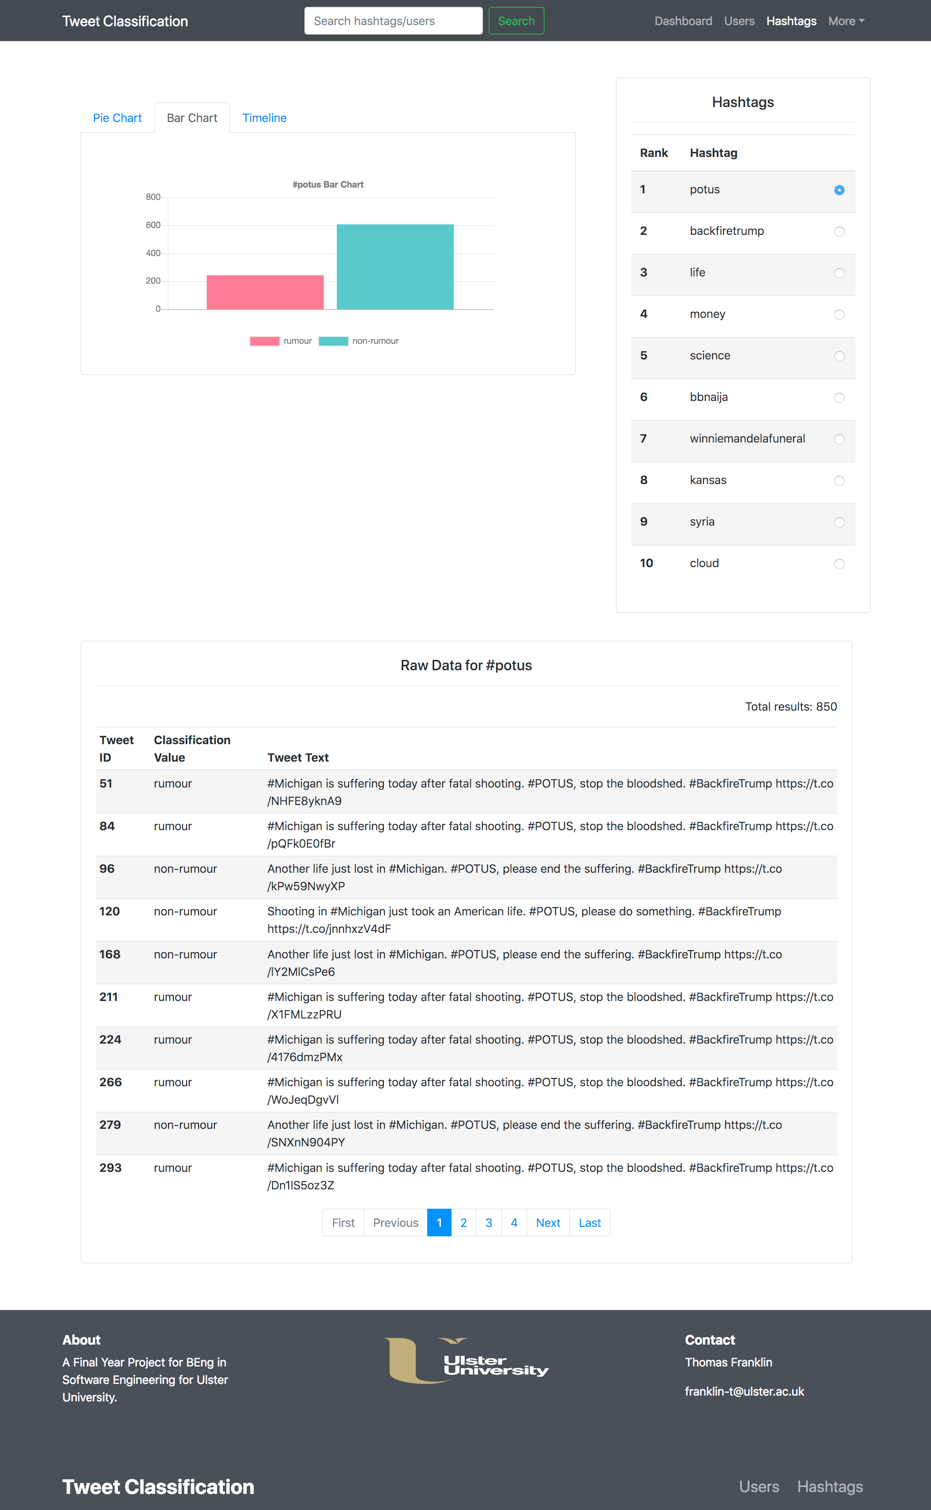 Tweet Classification
Search hashtags/users
Search
Dashboard Users Hashtags More
Pie Chart Bar Chart Timeline
#potus Bar Chart
800
600
400
200
0
rumour non-rumour
Hashtags
Rank Hashtag
1 potus
2 backfiretrump
3 life
4 money
5 science
6 bbnaija
7 winniemandelafuneral
8 kansas
9 syria
10 cloud
Raw Data for #potus
Total results: 850
Tweet Classification
ID Value Tweet Text
51 rumour #Michigan is suffering today after fatal shooting. #POTUS, stop the bloodshed. #BackfireTrump https://t.co
/NHFE8yknA9
84 rumour #Michigan is suffering today after fatal shooting. #POTUS, stop the bloodshed. #BackfireTrump https://t.co
/pQFk0E0fBr
96 non-rumour Another life just lost in #Michigan. #POTUS, please end the suffering. #BackfireTrump https://t.co
/kPw59NwyXP
120 non-rumour Shooting in #Michigan just took an American life. #POTUS, please do something. #BackfireTrump
https://t.co/jnnhxzV4dF
168 non-rumour Another life just lost in #Michigan. #POTUS, please end the suffering. #BackfireTrump https://t.co
/lY2MlCsPe6
211 rumour #Michigan is suffering today after fatal shooting. #POTUS, stop the bloodshed. #BackfireTrump https://t.co
/X1FMLzzPRU
224 rumour #Michigan is suffering today after fatal shooting. #POTUS, stop the bloodshed. #BackfireTrump https://t.co
/4176dmzPMx
266 rumour #Michigan is suffering today after fatal shooting. #POTUS, stop the bloodshed. #BackfireTrump https://t.co
/WoJeqDgvVl
279 non-rumour Another life just lost in #Michigan. #POTUS, please end the suffering. #BackfireTrump https://t.co
/SNXnN904PY
293 rumour #Michigan is suffering today after fatal shooting. #POTUS, stop the bloodshed. #BackfireTrump https://t.co
/Dn1lS5oz3Z
First Previous 1 2 3 4 Next Last
About
A Final Year Project for BEng in
Software Engineering for Ulster
University.
Ulster
University
Contact
Thomas Franklin
franklin-t@ulster.ac.uk
Tweet Classification
Users Hashtags